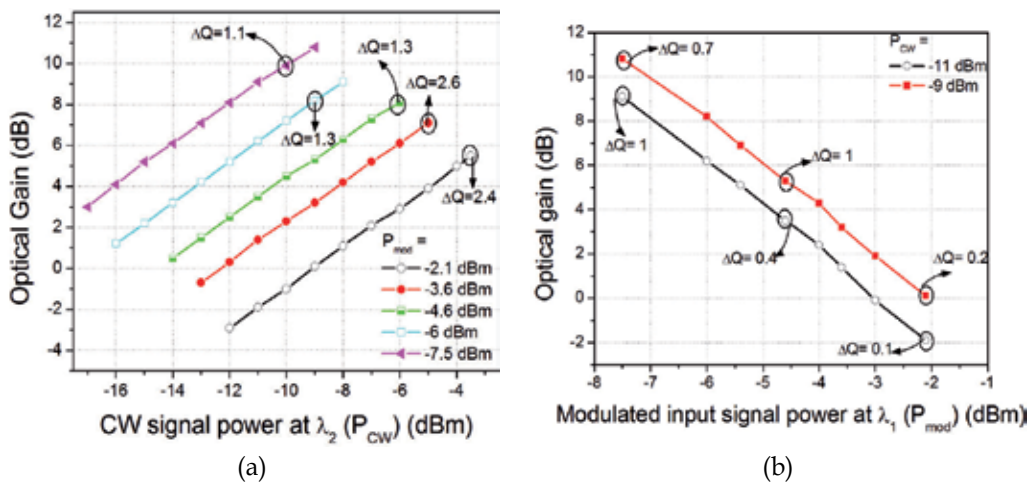 12
10
8
6
4
2
0
-2
-4
Optical Gain (dB)
ΔQ=1.1
ΔQ=1.3
ΔQ=2.6
ΔQ=1.3
ΔQ=2.4
P_mod =
-2.1 dBm
-3.6 dBm
-4.6 dBm
-6 dBm
-7.5 dBm
-16 -14 -12 -10 -8 -6 -4
CW signal power at λ₂ (P_CW) (dBm)
(a)
12
10
8
6
4
2
0
-2
Optical gain (dB)
P_CW =
-11 dBm
-9 dBm
ΔQ= 0.7
ΔQ= 1
ΔQ= 1
ΔQ= 0.4
ΔQ= 0.2
ΔQ= 0.1
-8 -7 -6 -5 -4 -3 -2 -1
Modulated input signal power at λ₁ (P_mod) (dBm)
(b)